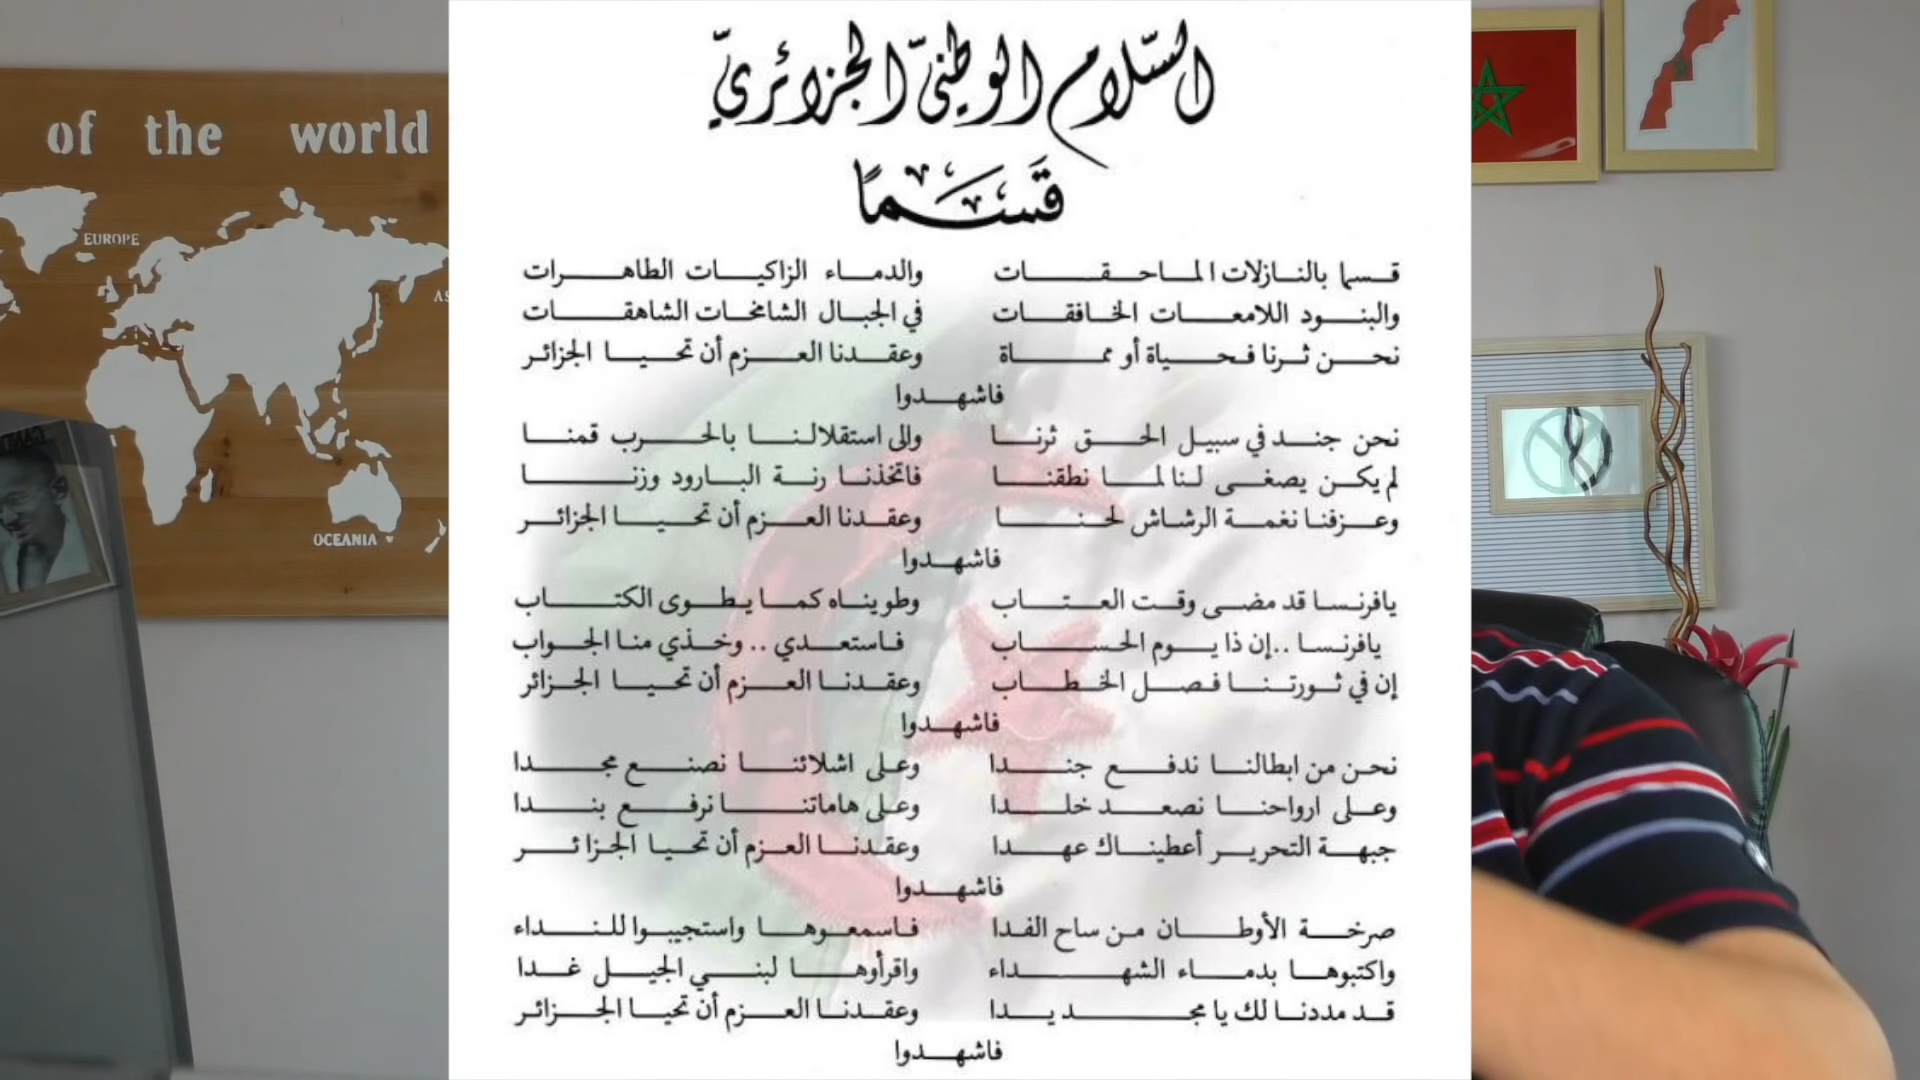 of the world
EUROPE
AS
OCEANIA
السّلام الوطنيّ الجزائريّ
قَسَمًا
قسما بالنازلات الماحقات والدماء الزاكيات الطاهرات
والبنود اللامعات الخافقات في الجبال الشامخات الشاهقات
نحن ثرنا فحياة أو مماة وعقدنا العزم أن تحيا الجزائر
فاشهدوا
نحن جند في سبيل الحق ثرنا والى استقلالنا بالحرب قمنا
لم يكن يصغى لنا لما نطقنا فاتخذنا رنة البارود وزنا
وعزفنا نغمة الرشاش لحنا وعقدنا العزم أن تحيا الجزائر
فاشهدوا
يافرنسا قد مضى وقت العتاب وطويناه كما يطوى الكتاب
يافرنسا ..إن ذا يوم الحساب فاستعدي .. وخذي منا الجواب
إن في ثورتنا فصل الخطاب وعقدنا العزم أن تحيا الجزائر
فاشهدوا
نحن من ابطالنا ندفع جندا وعلى اشلائنا نصنع مجدا
وعلى ارواحنا نصعد خلدا وعلى هاماتنا نرفع بندا
جبهة التحرير أعطيناك عهدا وعقدنا العزم أن تحيا الجزائر
فاشهدوا
صرخة الأوطان من ساح الفدا فاسمعوها واستجيبوا للنداء
واكتبوها بدماء الشهداء واقرأوها لبني الجيل غدا
قد مددنا لك يا مجد يدا وعقدنا العزم أن تحيا الجزائر
فاشهدوا